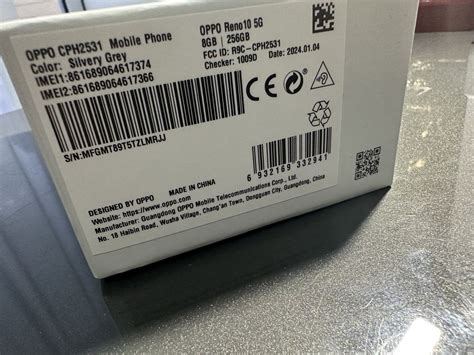 OPPO CPH2531 Mobile Phone
Color: Silvery Grey
IMEI1:861689064617374
IMEI2:861689064617366
OPPO Reno10 5G
8GB | 256GB
FCC ID: R9C-CPH2531
Date: 2024.01.04
Checker: 1009D
S/N:MFGMT89T5TZLMRJJ
6 932169 332941
DESIGNED BY OPPO MADE IN CHINA
Website: https://www.oppo.com
Manufacturer: Guangdong OPPO Mobile Telecommunications Corp., Ltd.
No. 18 Haibin Road, Wusha Village, Chang'an Town, Dongguan City, Guangdong, China